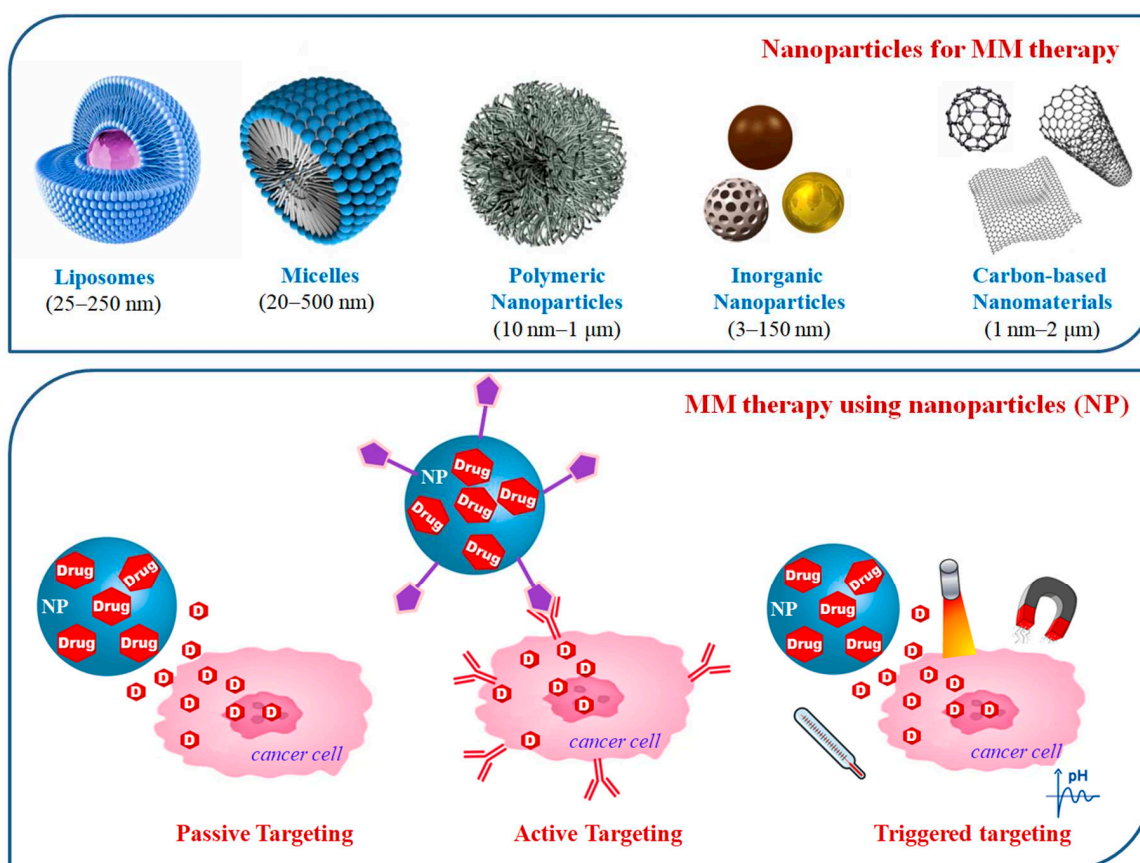 Nanoparticles for MM therapy
Liposomes
(25–250 nm)
Micelles
(20–500 nm)
Polymeric
Nanoparticles
(10 nm–1 μm)
Inorganic
Nanoparticles
(3–150 nm)
Carbon-based
Nanomaterials
(1 nm–2 μm)
MM therapy using nanoparticles (NP)
NP
Drug
Drug
Drug
Drug
Drug
D
D
D
D
D
D
D
D
D
D
cancer cell
Passive Targeting
NP
Drug
Drug
Drug
Drug
Drug
D
D
D
D
D
D
D
cancer cell
Active Targeting
NP
Drug
Drug
Drug
Drug
Drug
D
D
D
D
D
D
D
D
D
D
cancer cell
pH
Triggered targeting